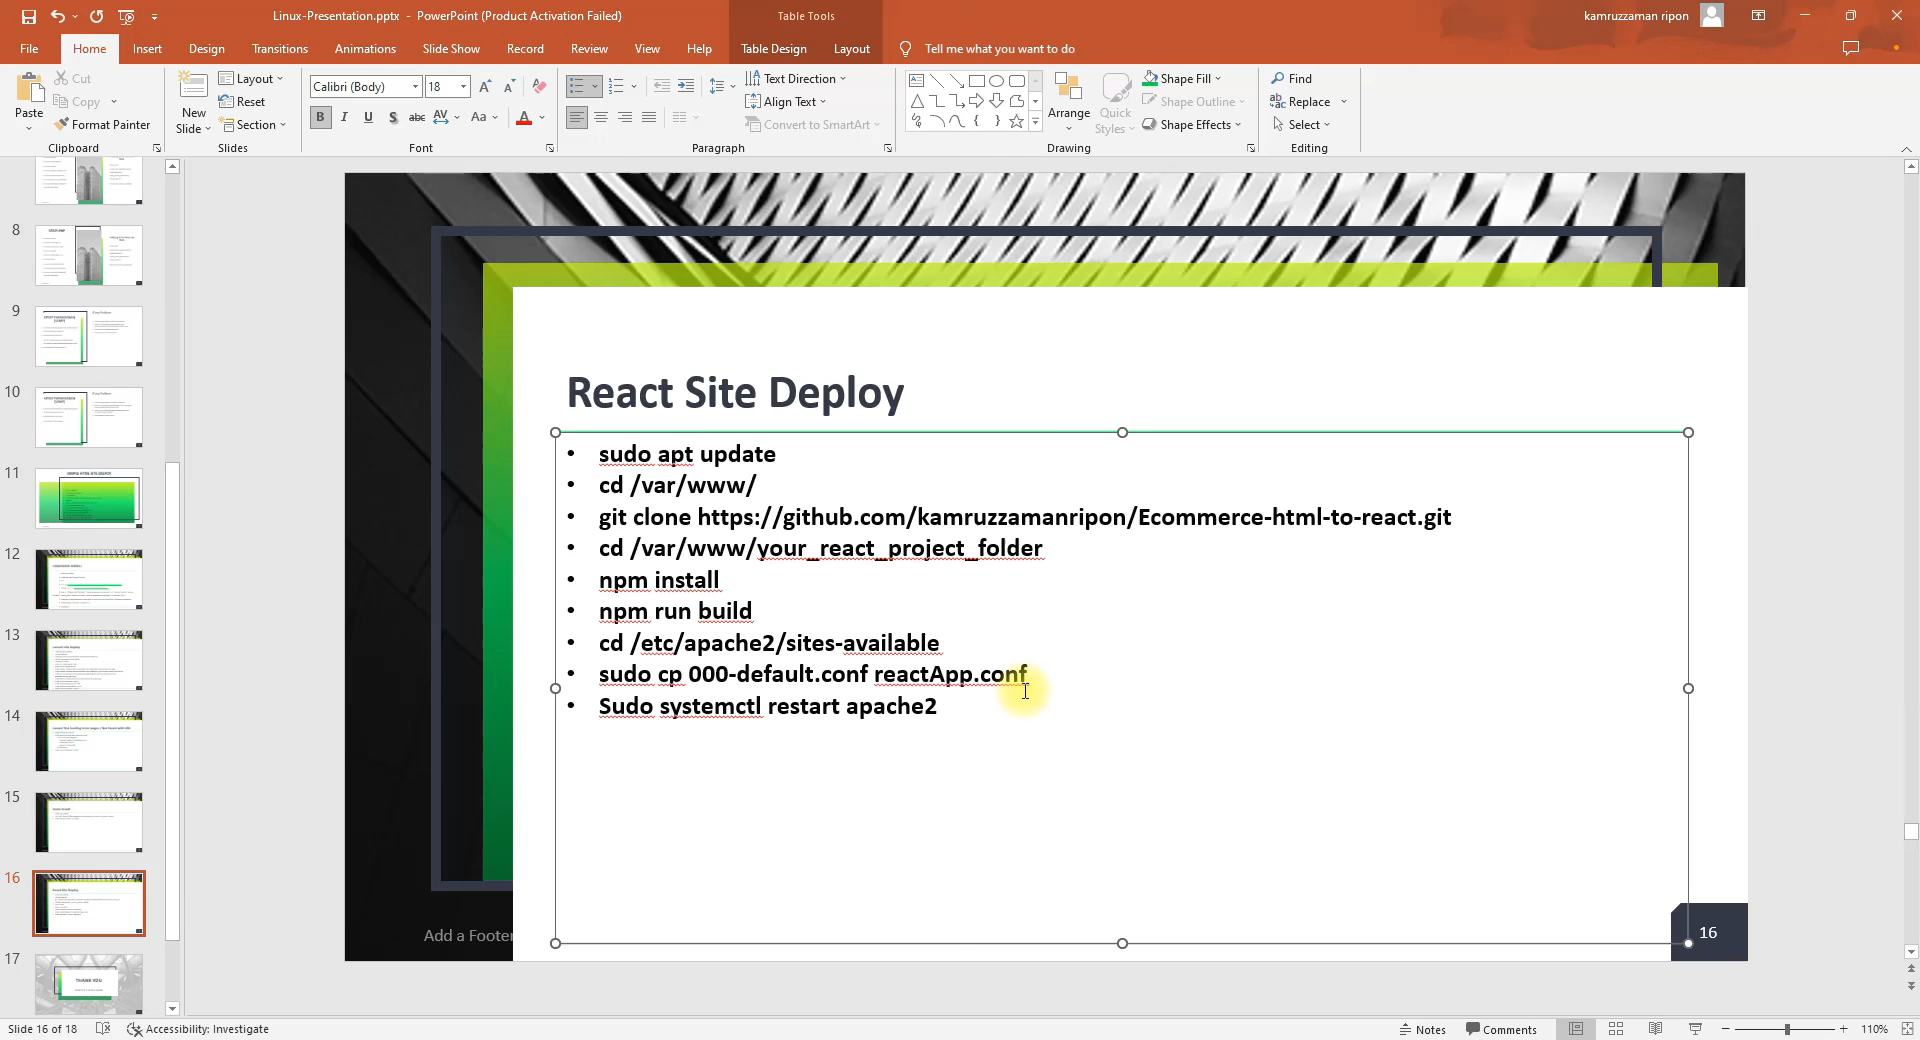 Linux-Presentation.pptx - PowerPoint (Product Activation Failed)
Table Tools
kamruzzaman ripon
File Home Insert Design Transitions Animations Slide Show Record Review View Help Table Design Layout Tell me what you want to do
Paste
Cut
Copy
Format Painter
Clipboard
New Slide
Layout
Reset
Section
Slides
Calibri (Body) 18
B I U S abc AV Aa A
Font
Text Direction
Align Text
Convert to SmartArt
Paragraph
Arrange
Quick Styles
Shape Fill
Shape Outline
Shape Effects
Drawing
Find
Replace
Select
Editing
8
9
10
11
12
13
14
15
16
17
THANK YOU
React Site Deploy
• sudo apt update
• cd /var/www/
• git clone https://github.com/kamruzzamanripon/Ecommerce-html-to-react.git
• cd /var/www/your_react_project_folder
• npm install
• npm run build
• cd /etc/apache2/sites-available
• sudo cp 000-default.conf reactApp.conf
• Sudo systemctl restart apache2
Add a Footer
16
Slide 16 of 18
Accessibility: Investigate
Notes
Comments
110%